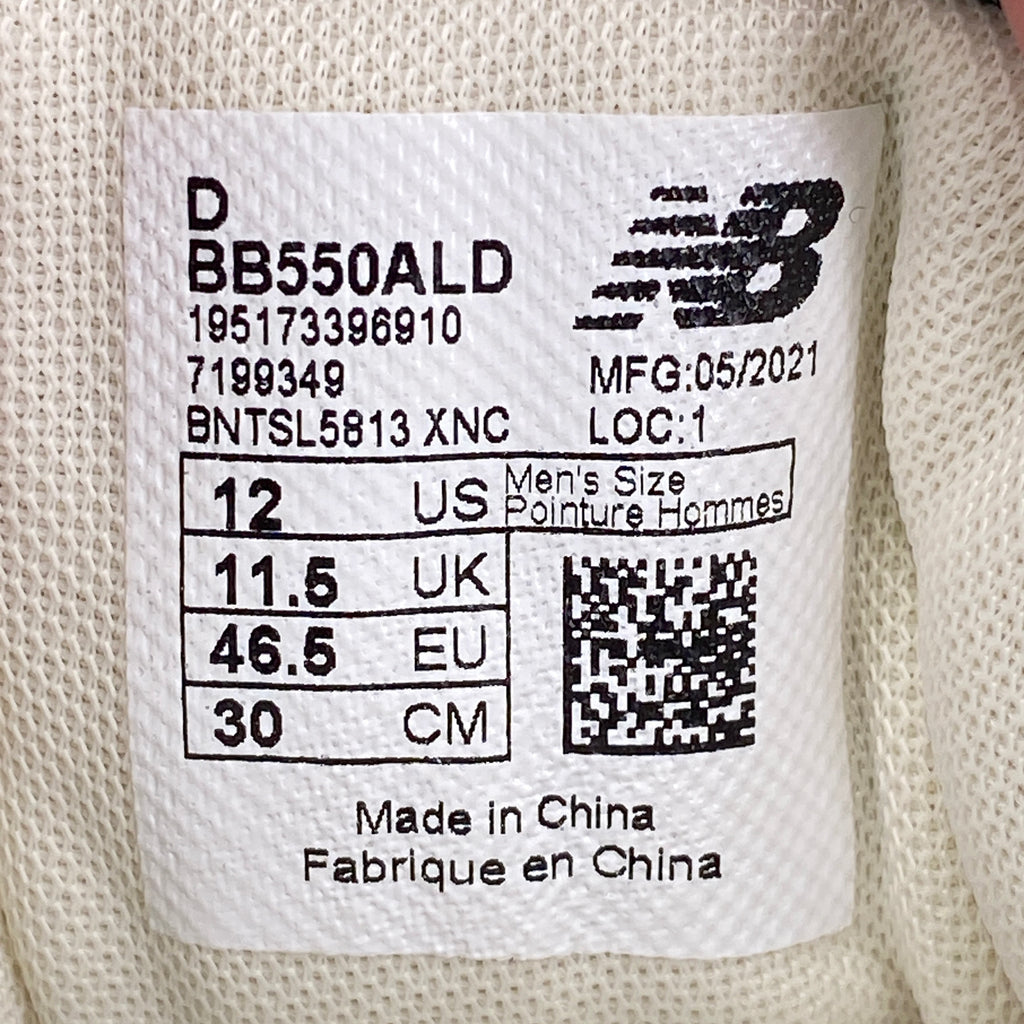 D
BB550ALD
195173396910
7199349
BNTSL5813 XNC
NB
MFG:05/2021
LOC:1
12 US Men's Size
Pointure Hommes
11.5 UK
46.5 EU
30 CM
Made in China
Fabrique en China